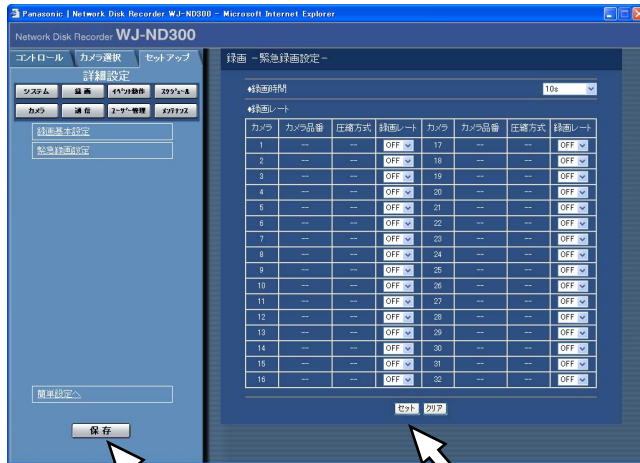 Panasonic | Network Disk Recorder WJ-ND300 - Microsoft Internet Explorer
Network Disk Recorder WJ-ND300
コントロール カメラ選択 セットアップ
詳細設定
システム 録画 イベント動作 スケジュール
カメラ 通信 ユーザー管理 メンテナンス
録画基本設定
緊急録画設定
簡単設定へ
保存
録画 －緊急録画設定－
♦録画時間 10s
♦録画レート
カメラ カメラ品番 圧縮方式 録画レート カメラ カメラ品番 圧縮方式 録画レート
1 -- -- OFF 17 -- -- OFF
2 -- -- OFF 18 -- -- OFF
3 -- -- OFF 19 -- -- OFF
4 -- -- OFF 20 -- -- OFF
5 -- -- OFF 21 -- -- OFF
6 -- -- OFF 22 -- -- OFF
7 -- -- OFF 23 -- -- OFF
8 -- -- OFF 24 -- -- OFF
9 -- -- OFF 25 -- -- OFF
10 -- -- OFF 26 -- -- OFF
11 -- -- OFF 27 -- -- OFF
12 -- -- OFF 28 -- -- OFF
13 -- -- OFF 29 -- -- OFF
14 -- -- OFF 30 -- -- OFF
15 -- -- OFF 31 -- -- OFF
16 -- -- OFF 32 -- -- OFF
セット クリア